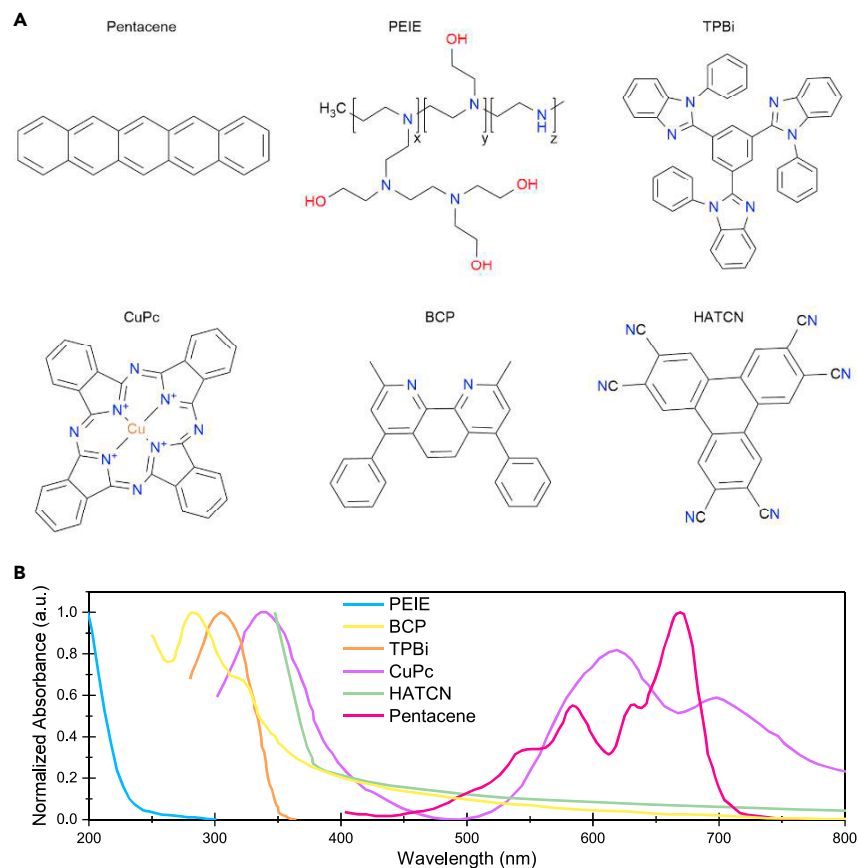 A
Pentacene
PEIE
TPBi
OH
H₃C
N
N
N
H
x
y
z
N
N
HO
OH
OH
N
N
N
N
N
N
CuPc
BCP
HATCN
N
N⁺
N⁺
N
Cu
N
N⁺
N⁺
N
N
N
NC
CN
NC
CN
NC
CN
B
Normalized Absorbance (a.u.)
1.0
0.8
0.6
0.4
0.2
0.0
PEIE
BCP
TPBi
CuPc
HATCN
Pentacene
200 300 400 500 600 700 800
Wavelength (nm)